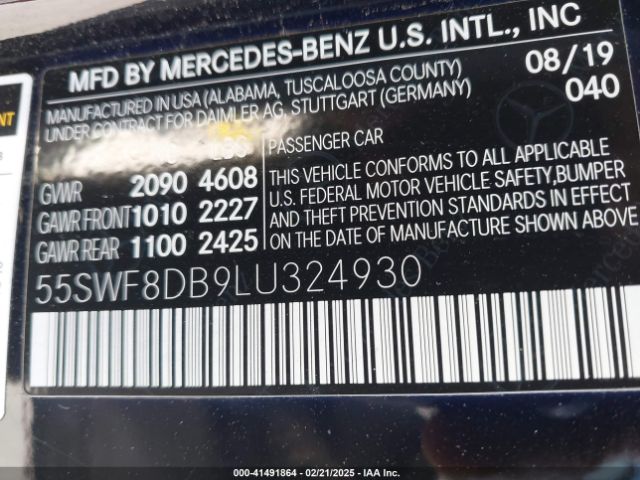 MFD BY MERCEDES-BENZ U.S. INTL., INC
MANUFACTURED IN USA (ALABAMA, TUSCALOOSA COUNTY) 08/19
UNDER CONTRACT FOR DAIMLER AG, STUTTGART (GERMANY) 040
LBS PASSENGER CAR
GVWR 2090 4608
GAWR FRONT 1010 2227
GAWR REAR 1100 2425
THIS VEHICLE CONFORMS TO ALL APPLICABLE
U.S. FEDERAL MOTOR VEHICLE SAFETY,BUMPER
AND THEFT PREVENTION STANDARDS IN EFFECT
ON DATE OF MANUFACTURE SHOWN ABOVE
55SWF8DB9LU324930
230-41491864 - 02/21/2025 - IAA Inc.